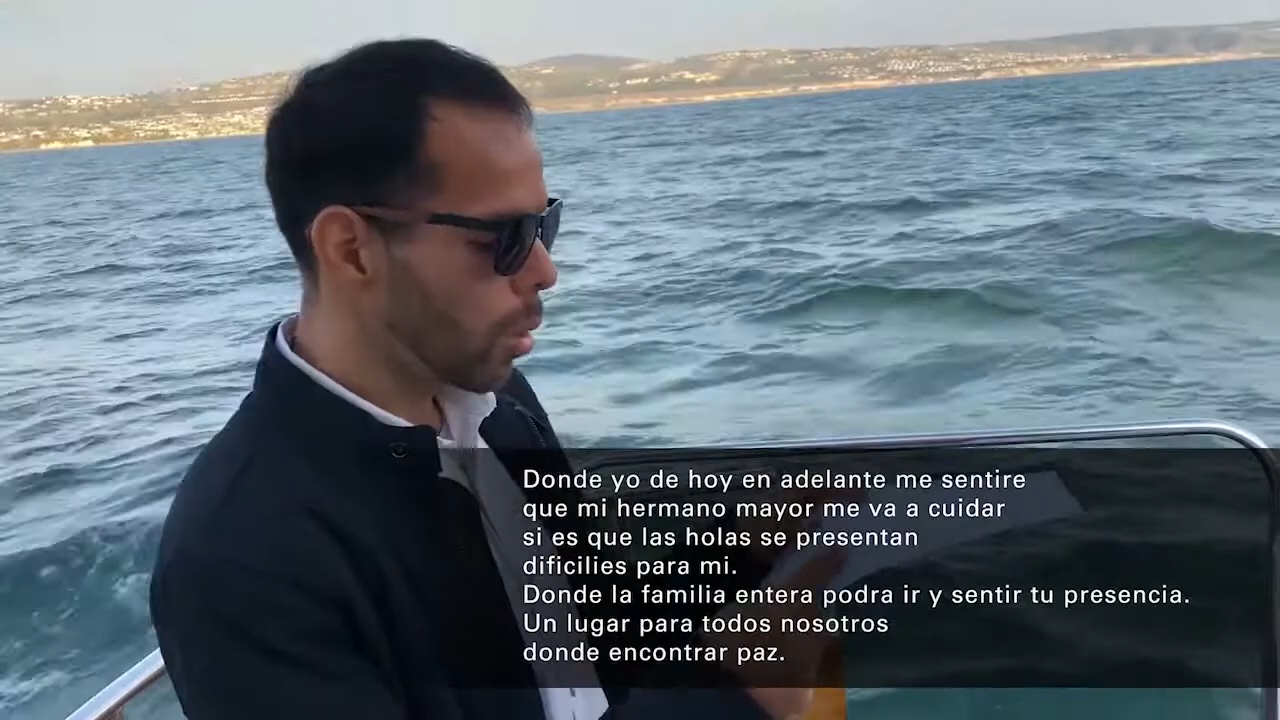 Donde yo de hoy en adelante me sentire
que mi hermano mayor me va a cuidar
si es que las holas se presentan
dificilies para mi.
Donde la familia entera podra ir y sentir tu presencia.
Un lugar para todos nosotros
donde encontrar paz.